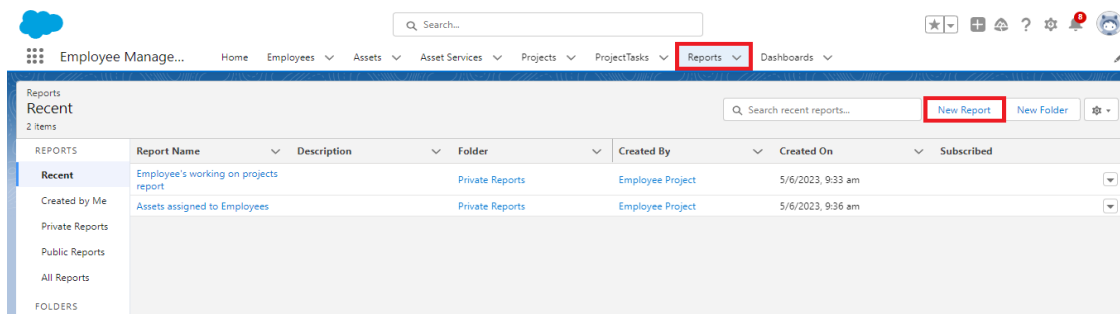 Search...
8
Employee Manage...
Home
Employees
Assets
Asset Services
Projects
ProjectTasks
Reports
Dashboards
Reports
Recent
2 items
Search recent reports...
New Report
New Folder
REPORTS
Recent
Created by Me
Private Reports
Public Reports
All Reports
FOLDERS
Report Name
Description
Folder
Created By
Created On
Subscribed
Employee's working on projects
report
Private Reports
Employee Project
5/6/2023, 9:33 am
Assets assigned to Employees
Private Reports
Employee Project
5/6/2023, 9:36 am